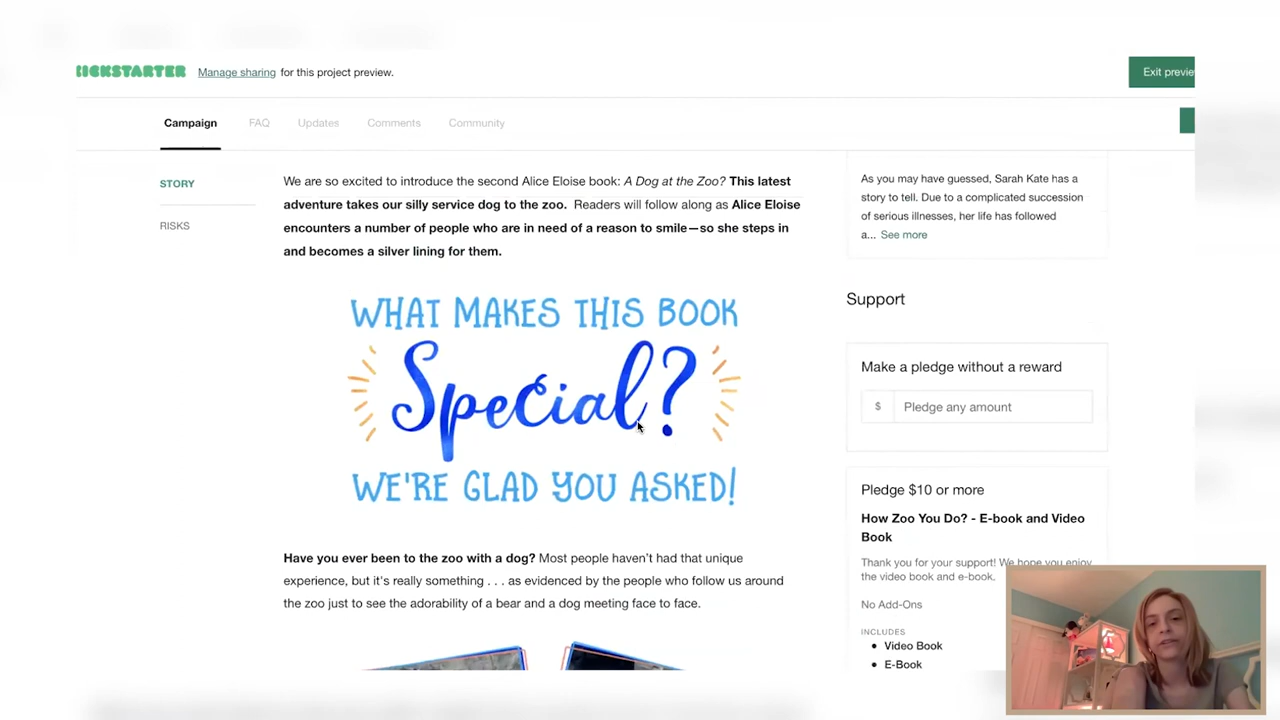 KICKSTARTER Manage sharing for this project preview.
Exit previe
Campaign FAQ Updates Comments Community
STORY
RISKS
We are so excited to introduce the second Alice Eloise book: A Dog at the Zoo? This latest
adventure takes our silly service dog to the zoo. Readers will follow along as Alice Eloise
encounters a number of people who are in need of a reason to smile—so she steps in
and becomes a silver lining for them.
WHAT MAKES THIS BOOK
Special?
WE'RE GLAD YOU ASKED!
Have you ever been to the zoo with a dog? Most people haven't had that unique
experience, but it's really something . . . as evidenced by the people who follow us around
the zoo just to see the adorability of a bear and a dog meeting face to face.
As you may have guessed, Sarah Kate has a
story to tell. Due to a complicated succession
of serious illnesses, her life has followed
a... See more
Support
Make a pledge without a reward
$ Pledge any amount
Pledge $10 or more
How Zoo You Do? - E-book and Video
Book
Thank you for your support! We hope you enjoy
the video book and e-book.
No Add-Ons
INCLUDES
• Video Book
• E-Book